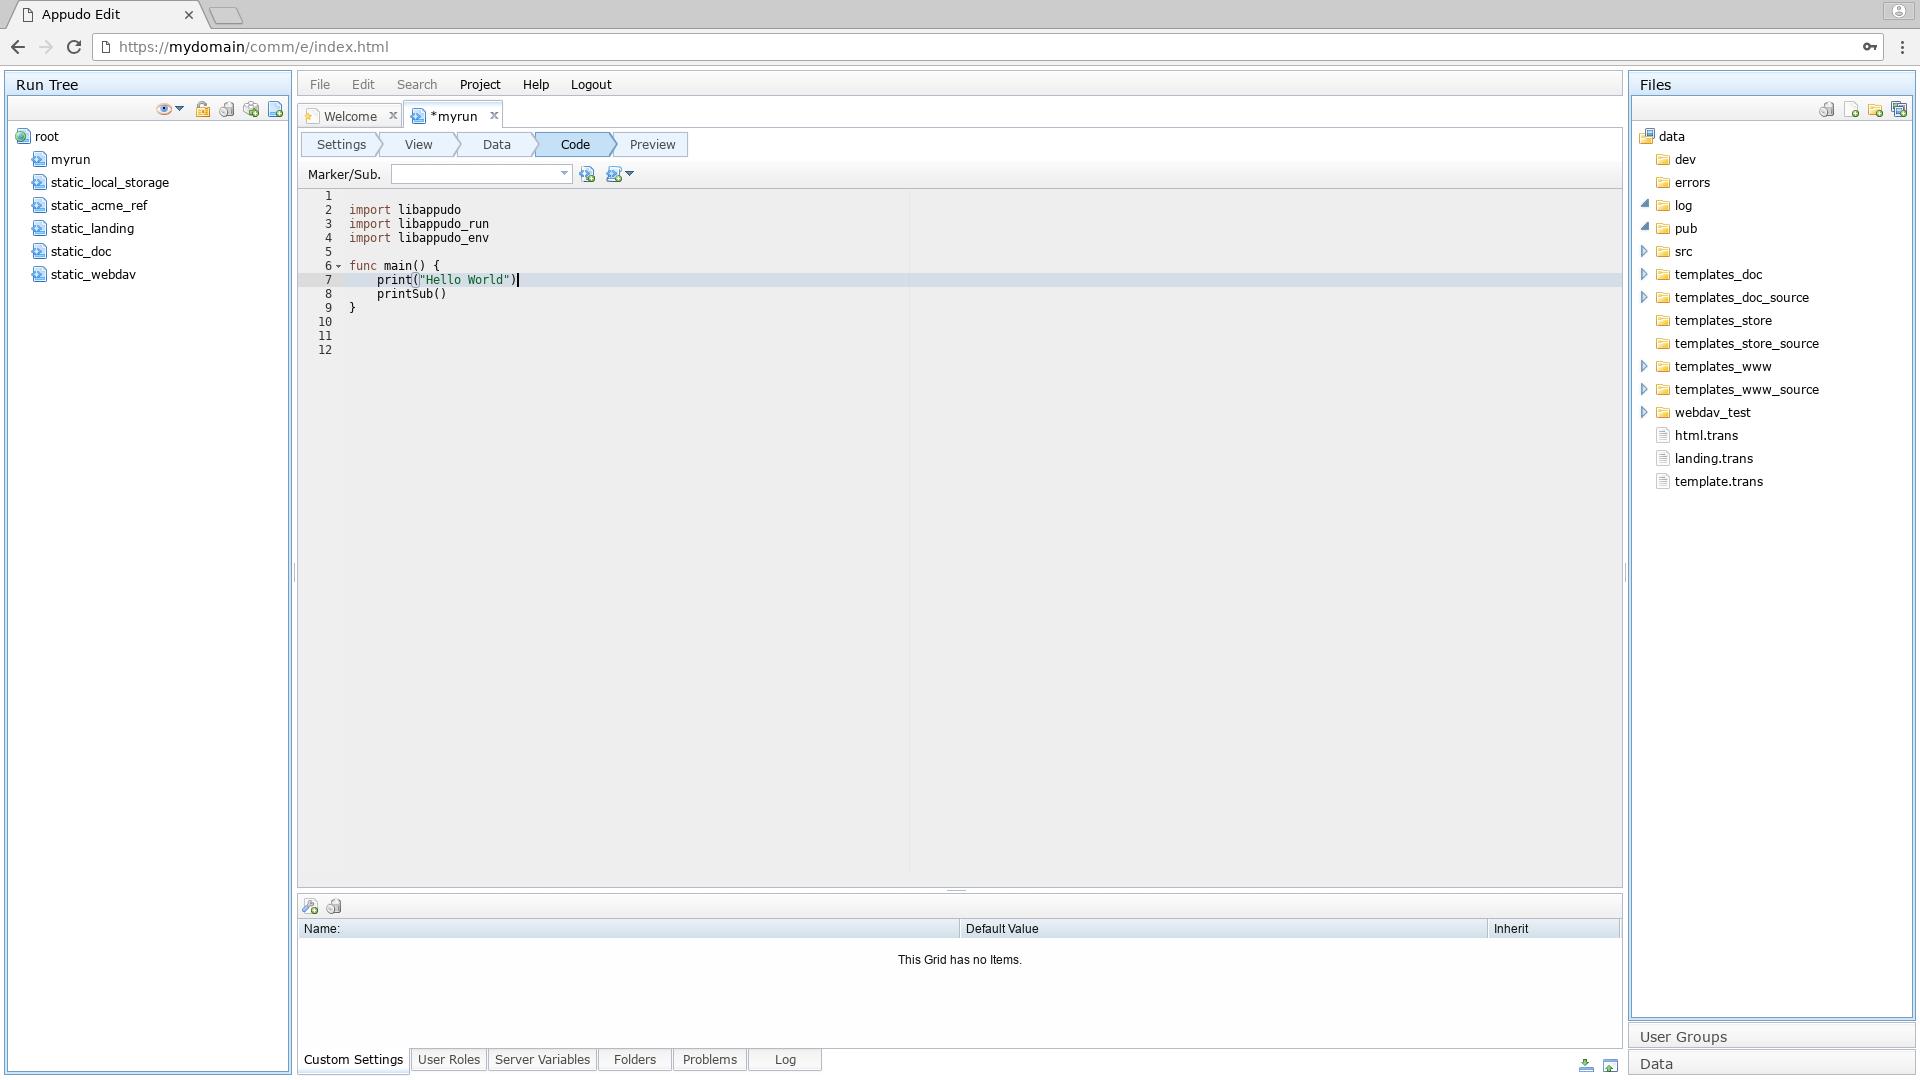 Appudo Edit
https://mydomain/comm/e/index.html
Run Tree
root
myrun
static_local_storage
static_acme_ref
static_landing
static_doc
static_webdav
File Edit Search Project Help Logout
Welcome *myrun
Settings View Data Code Preview
Marker/Sub.
1
2 import libappudo
3 import libappudo_run
4 import libappudo_env
5
6 func main() {
7 print("Hello World")
8 printSub()
9 }
10
11
12
Name: Default Value Inherit
This Grid has no Items.
Custom Settings User Roles Server Variables Folders Problems Log
Files
data
dev
errors
log
pub
src
templates_doc
templates_doc_source
templates_store
templates_store_source
templates_www
templates_www_source
webdav_test
html.trans
landing.trans
template.trans
User Groups
Data